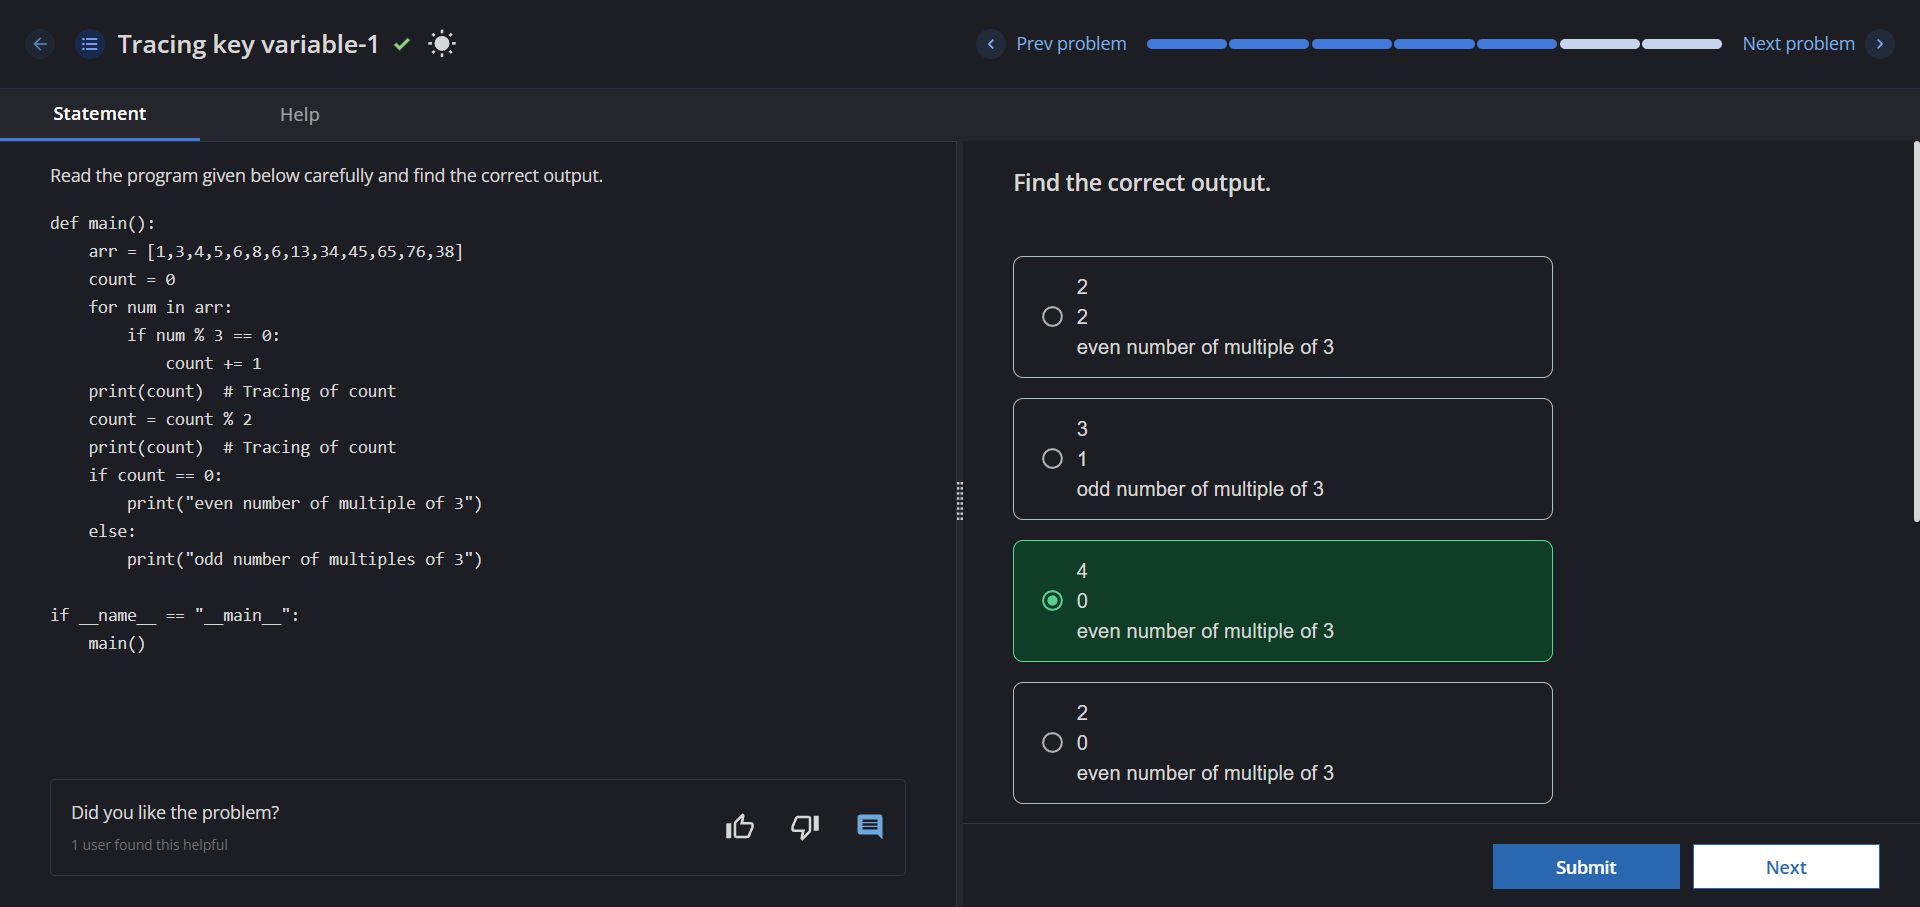 Tracing key variable-1
Prev problem
Next problem
Statement
Help
Read the program given below carefully and find the correct output.
def main():
    arr = [1,3,4,5,6,8,6,13,34,45,65,76,38]
    count = 0
    for num in arr:
        if num % 3 == 0:
            count += 1
    print(count)  # Tracing of count
    count = count % 2
    print(count)  # Tracing of count
    if count == 0:
        print("even number of multiple of 3")
    else:
        print("odd number of multiples of 3")
if __name__ == "__main__":
    main()
Did you like the problem?
1 user found this helpful
Find the correct output.
2
2
even number of multiple of 3
3
1
odd number of multiple of 3
4
0
even number of multiple of 3
2
0
even number of multiple of 3
Submit
Next